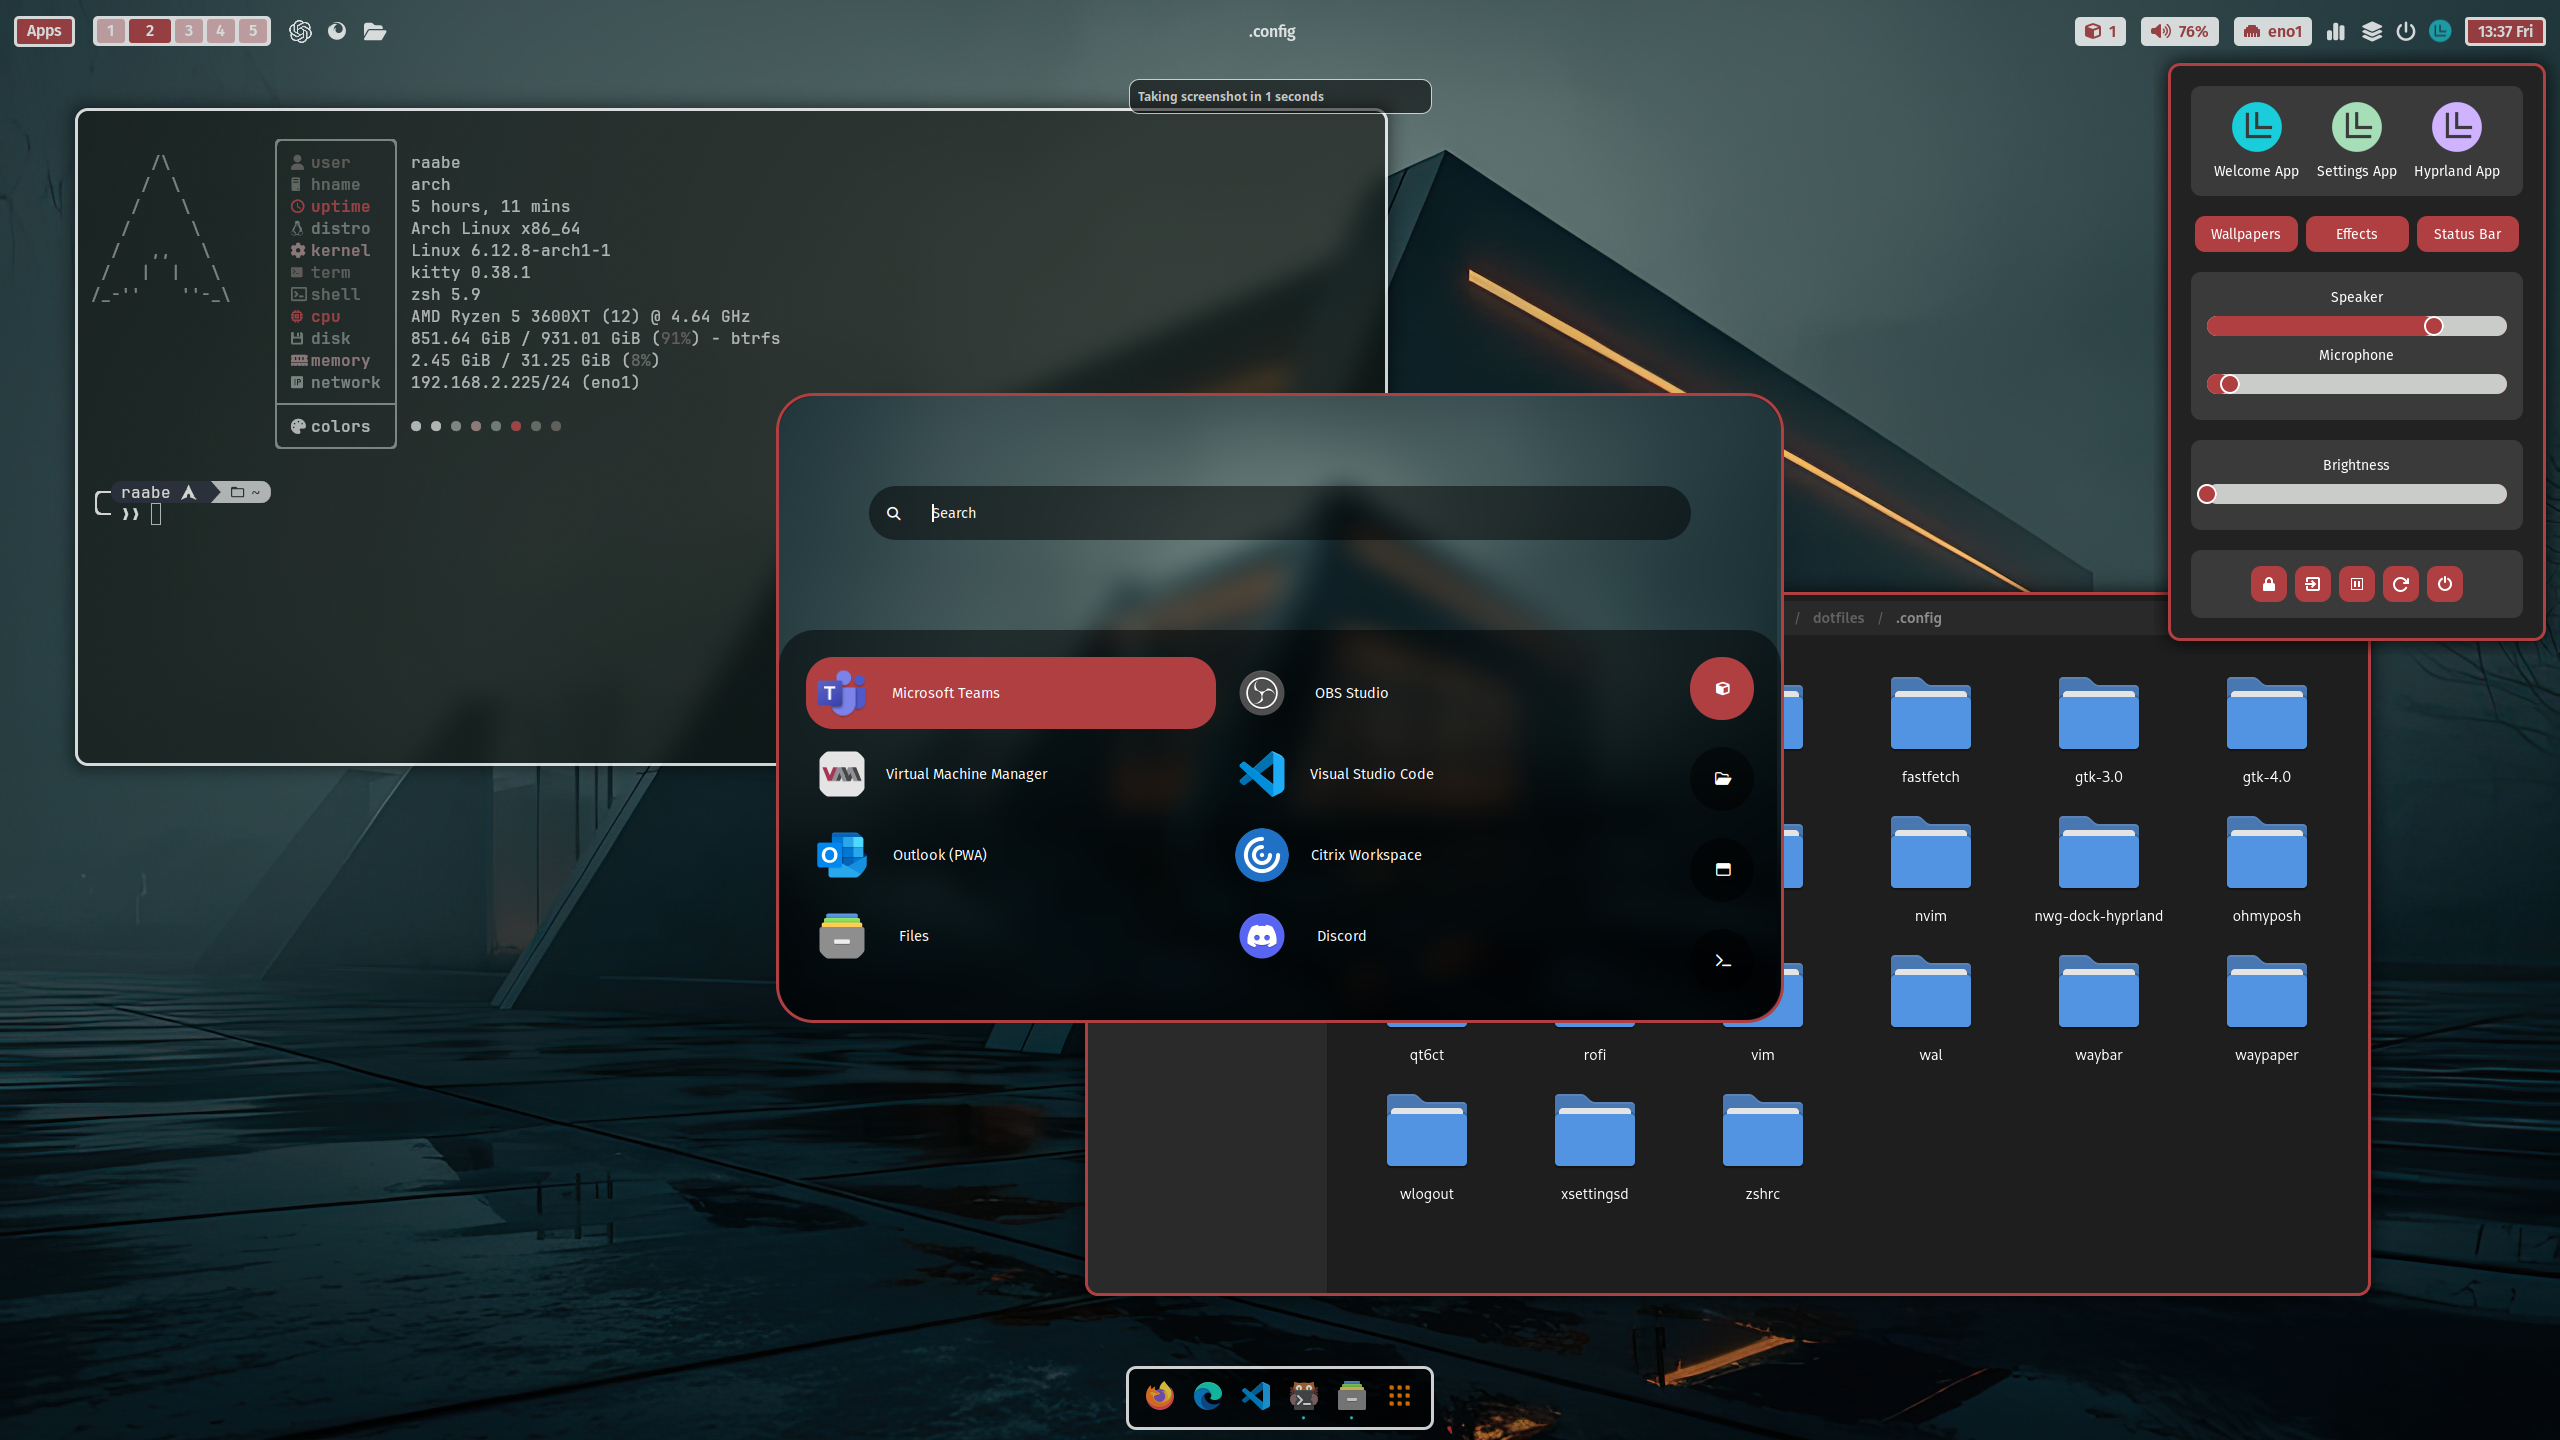 Apps 1 2 3 4 5 .config 1 76% eno1 13:37 Fri
Taking screenshot in 1 seconds
/\
/  \
/    \
/      \
/   ,,   \
/   |  |   \
/_-''    ''-_\
user raabe
hname arch
uptime 5 hours, 11 mins
distro Arch Linux x86_64
kernel Linux 6.12.8-arch1-1
term kitty 0.38.1
shell zsh 5.9
cpu AMD Ryzen 5 3600XT (12) @ 4.64 GHz
disk 851.64 GiB / 931.01 GiB (91%) - btrfs
memory 2.45 GiB / 31.25 GiB (8%)
network 192.168.2.225/24 (eno1)
colors
raabe ~
❯❯
Welcome App Settings App Hyprland App
Wallpapers Effects Status Bar
Speaker
Microphone
Brightness
Search
Microsoft Teams OBS Studio
Virtual Machine Manager Visual Studio Code
Outlook (PWA) Citrix Workspace
Files Discord
/ dotfiles / .config
fastfetch gtk-3.0 gtk-4.0
nvim nwg-dock-hyprland ohmyposh
qt6ct rofi vim wal waybar waypaper
wlogout xsettingsd zshrc